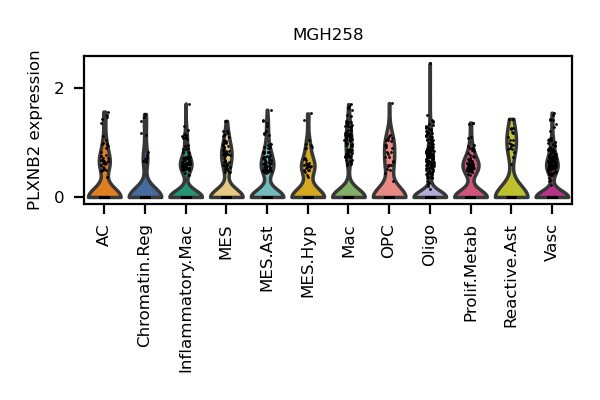 MGH258
PLXNB2 expression
2
0
AC
Chromatin.Reg
Inflammatory.Mac
MES
MES.Ast
MES.Hyp
Mac
OPC
Oligo
Prolif.Metab
Reactive.Ast
Vasc